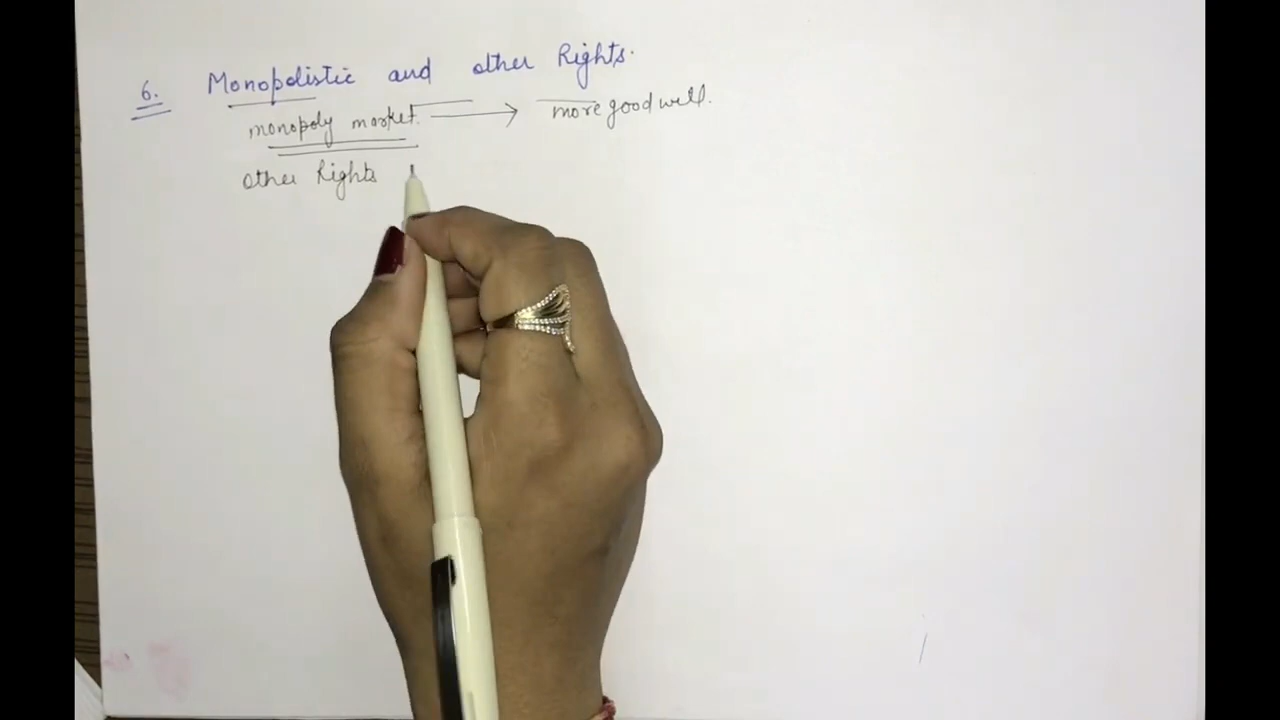 6. Monopolistic and other Rights.
monopoly market. → more goodwill.
other Rights